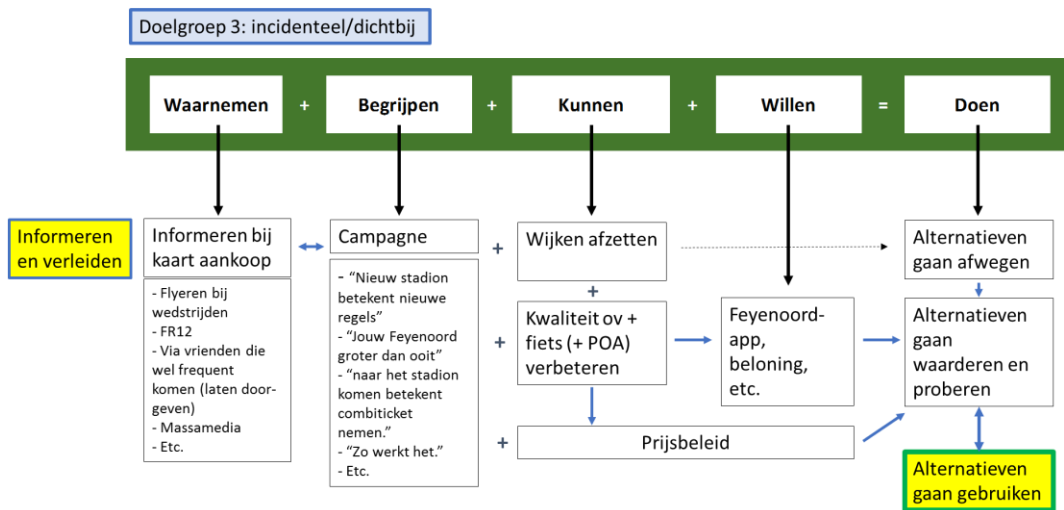 Doelgroep 3: incidenteel/dichtbij
Waarnemen + Begrijpen + Kunnen + Willen = Doen
Informeren
en verleiden
Informeren bij
kaart aankoop
- Flyeren bij
wedstrijden
- FR12
- Via vrienden die
wel frequent
komen (laten door-
geven)
- Massamedia
- Etc.
Campagne
- “Nieuw stadion
betekent nieuwe
regels”
- “Jouw Feyenoord
groter dan ooit”
- “naar het stadion
komen betekent
combiticket
nemen.”
- “Zo werkt het.”
- Etc.
+
Wijken afzetten
+
+
Kwaliteit ov +
fiets (+ POA)
verbeteren
+
Prijsbeleid
Feyenoord-
app,
beloning,
etc.
Alternatieven
gaan afwegen
Alternatieven
gaan
waarderen en
proberen
Alternatieven
gaan gebruiken